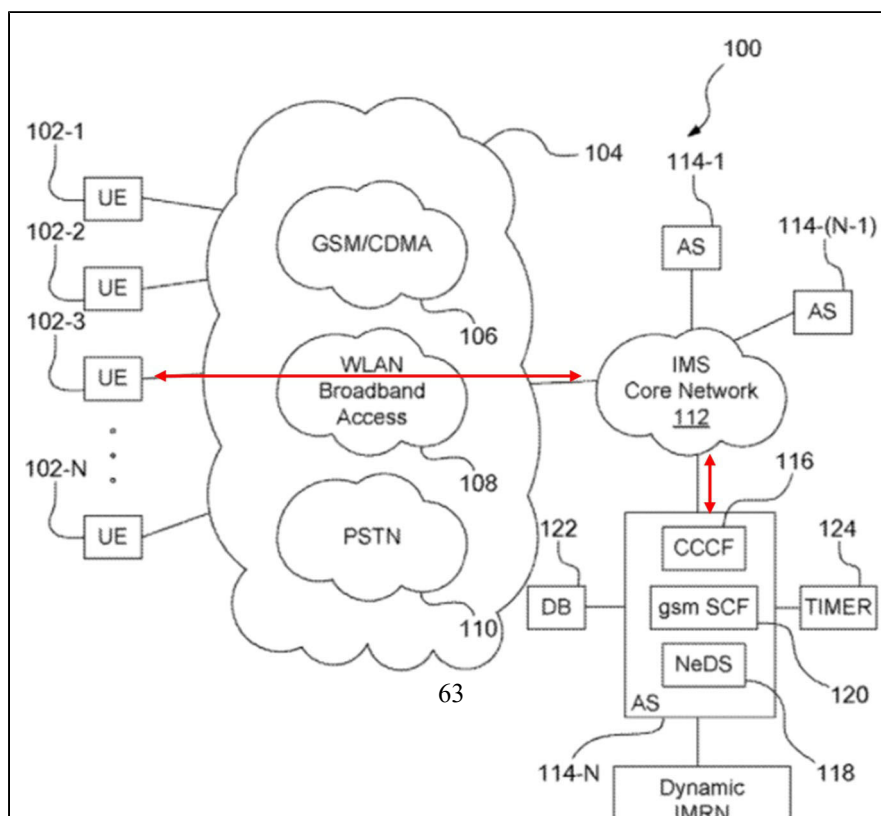 100
102-1
104
114-1
UE
102-2
GSM/CDMA
AS
114-(N-1)
UE
AS
102-3
106
UE
WLAN
Broadband
Access
IMS
Core Network
112
102-N
108
116
UE
PSTN
122
CCCF
124
DB
gsm SCF
TIMER
110
63
NeDS
120
AS
114-N
118
Dynamic
IMRN